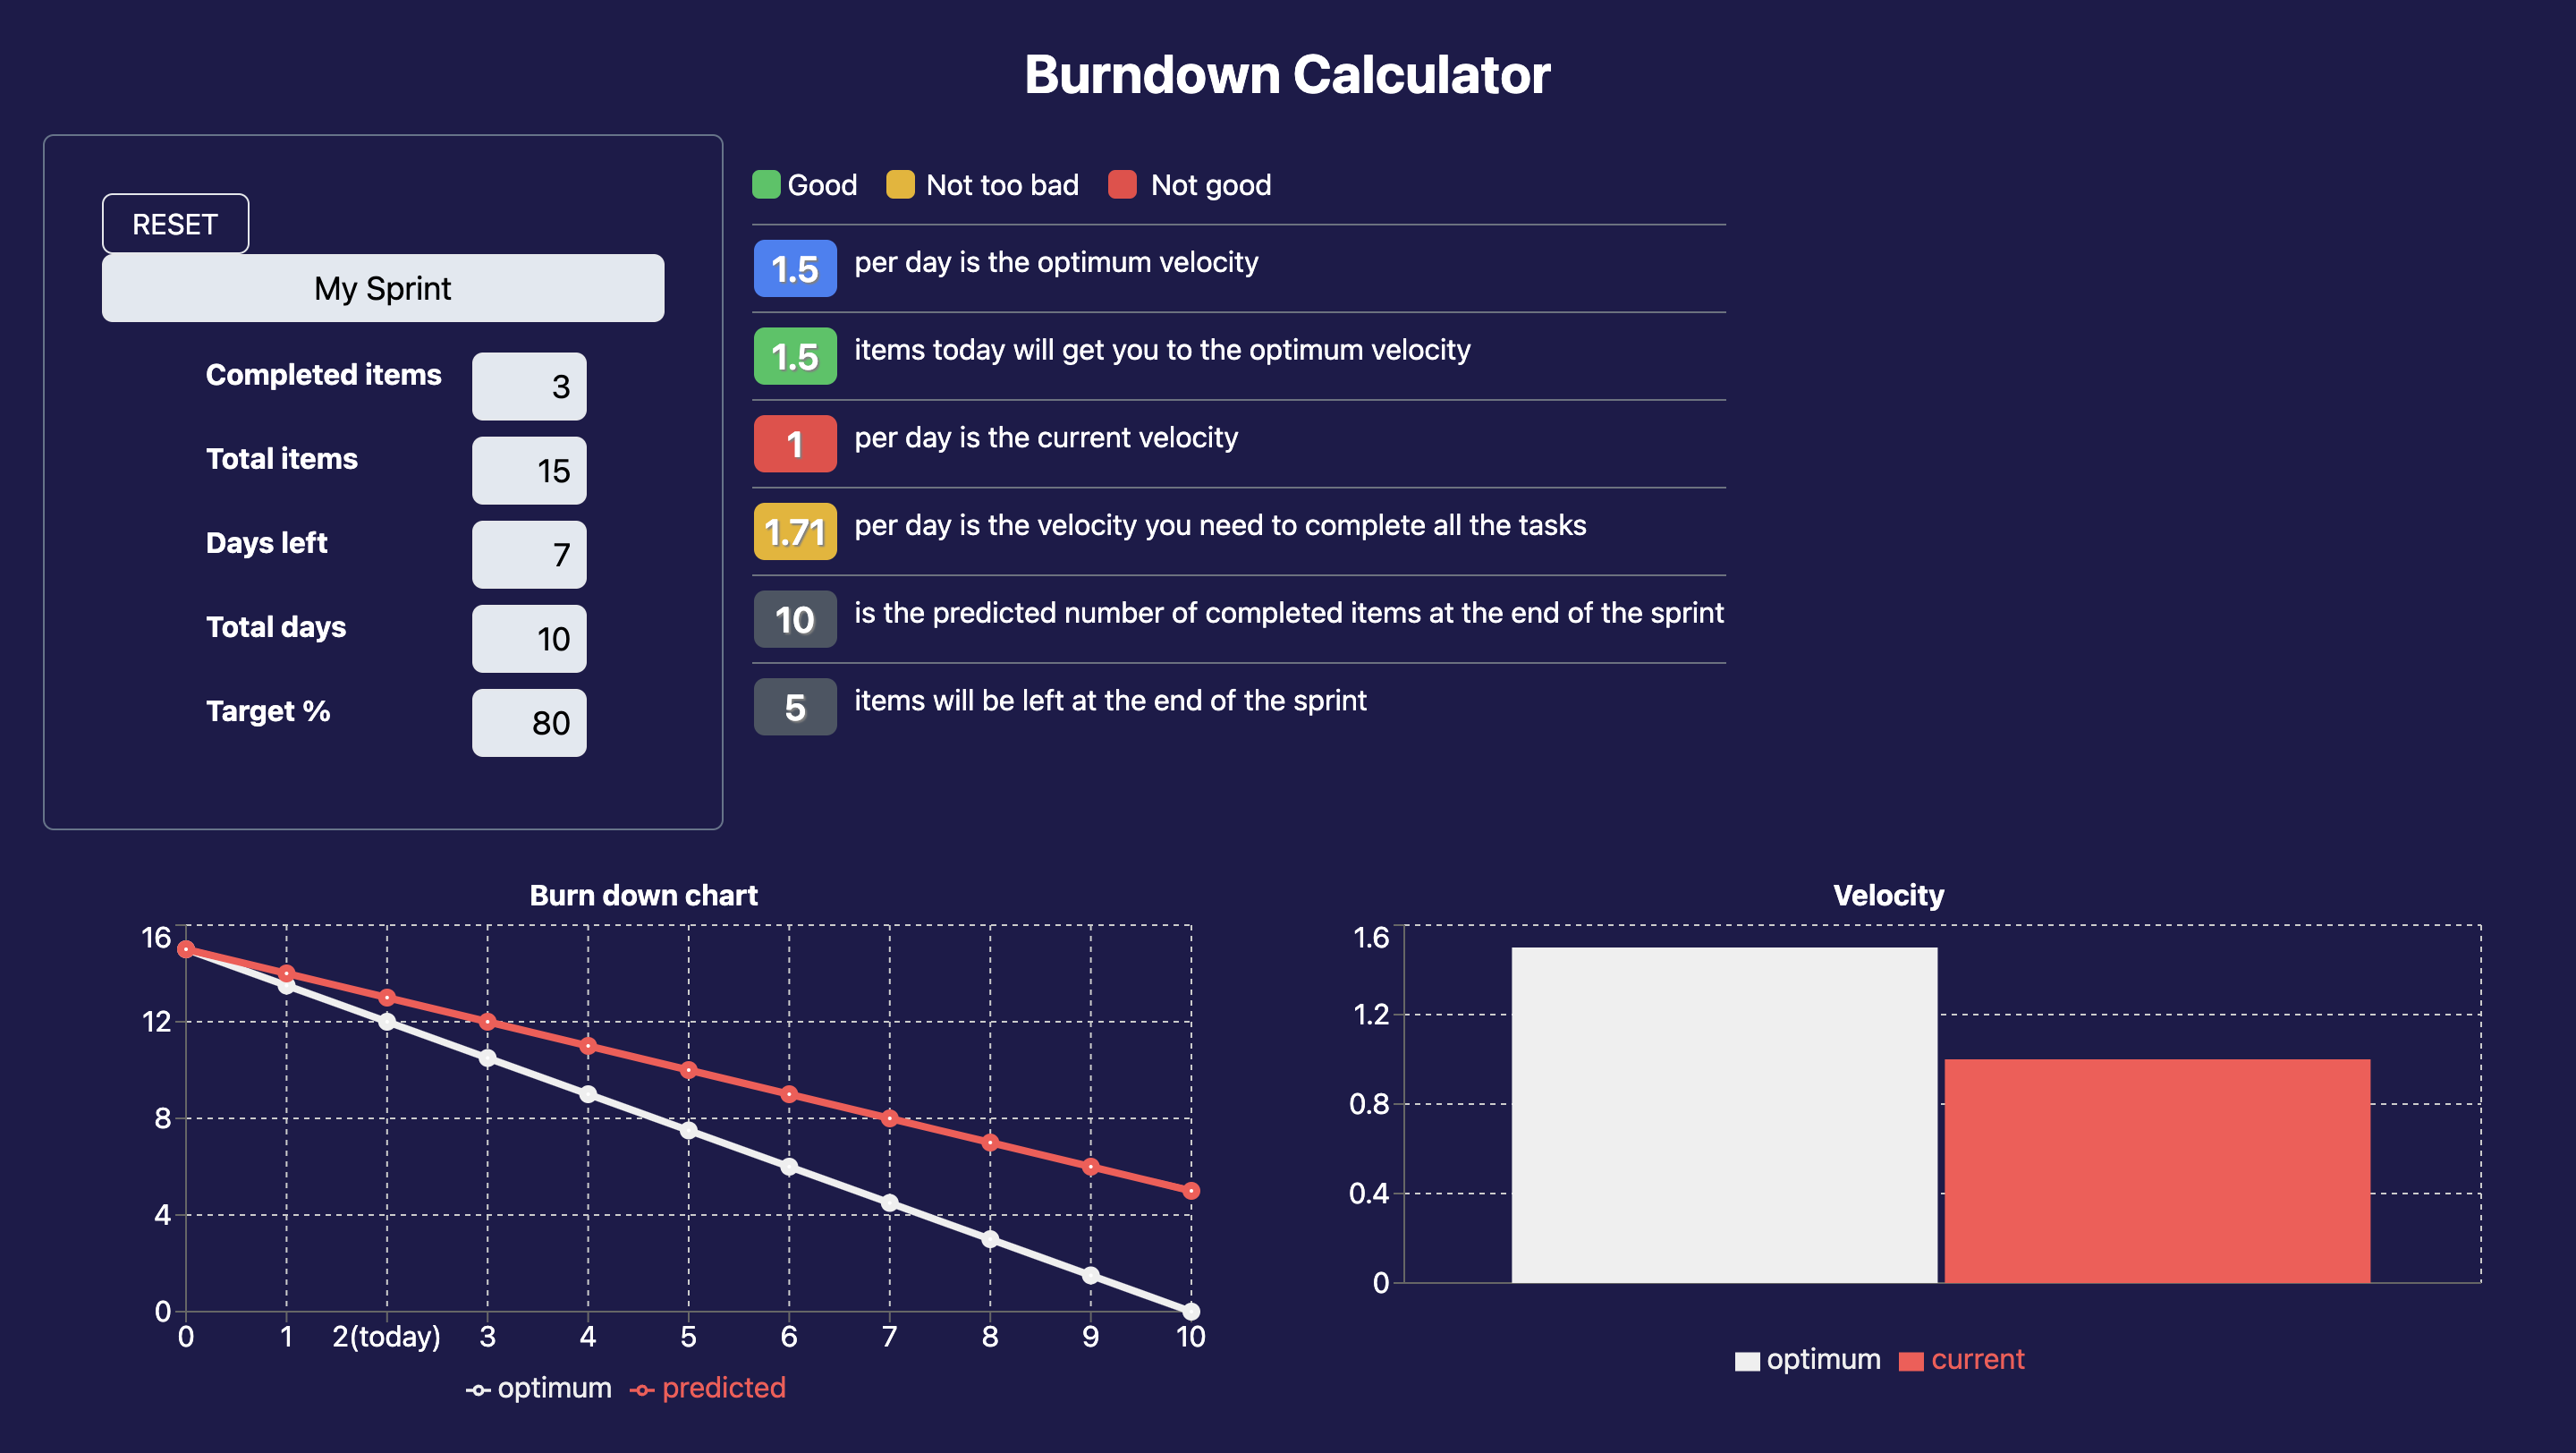 Burndown Calculator
RESET
My Sprint
Completed items 3
Total items 15
Days left 7
Total days 10
Target % 80
Good Not too bad Not good
1.5 per day is the optimum velocity
1.5 items today will get you to the optimum velocity
1 per day is the current velocity
1.71 per day is the velocity you need to complete all the tasks
10 is the predicted number of completed items at the end of the sprint
5 items will be left at the end of the sprint
Burn down chart
16
12
8
4
0
0 1 2(today) 3 4 5 6 7 8 9 10
optimum predicted
Velocity
1.6
1.2
0.8
0.4
0
optimum current